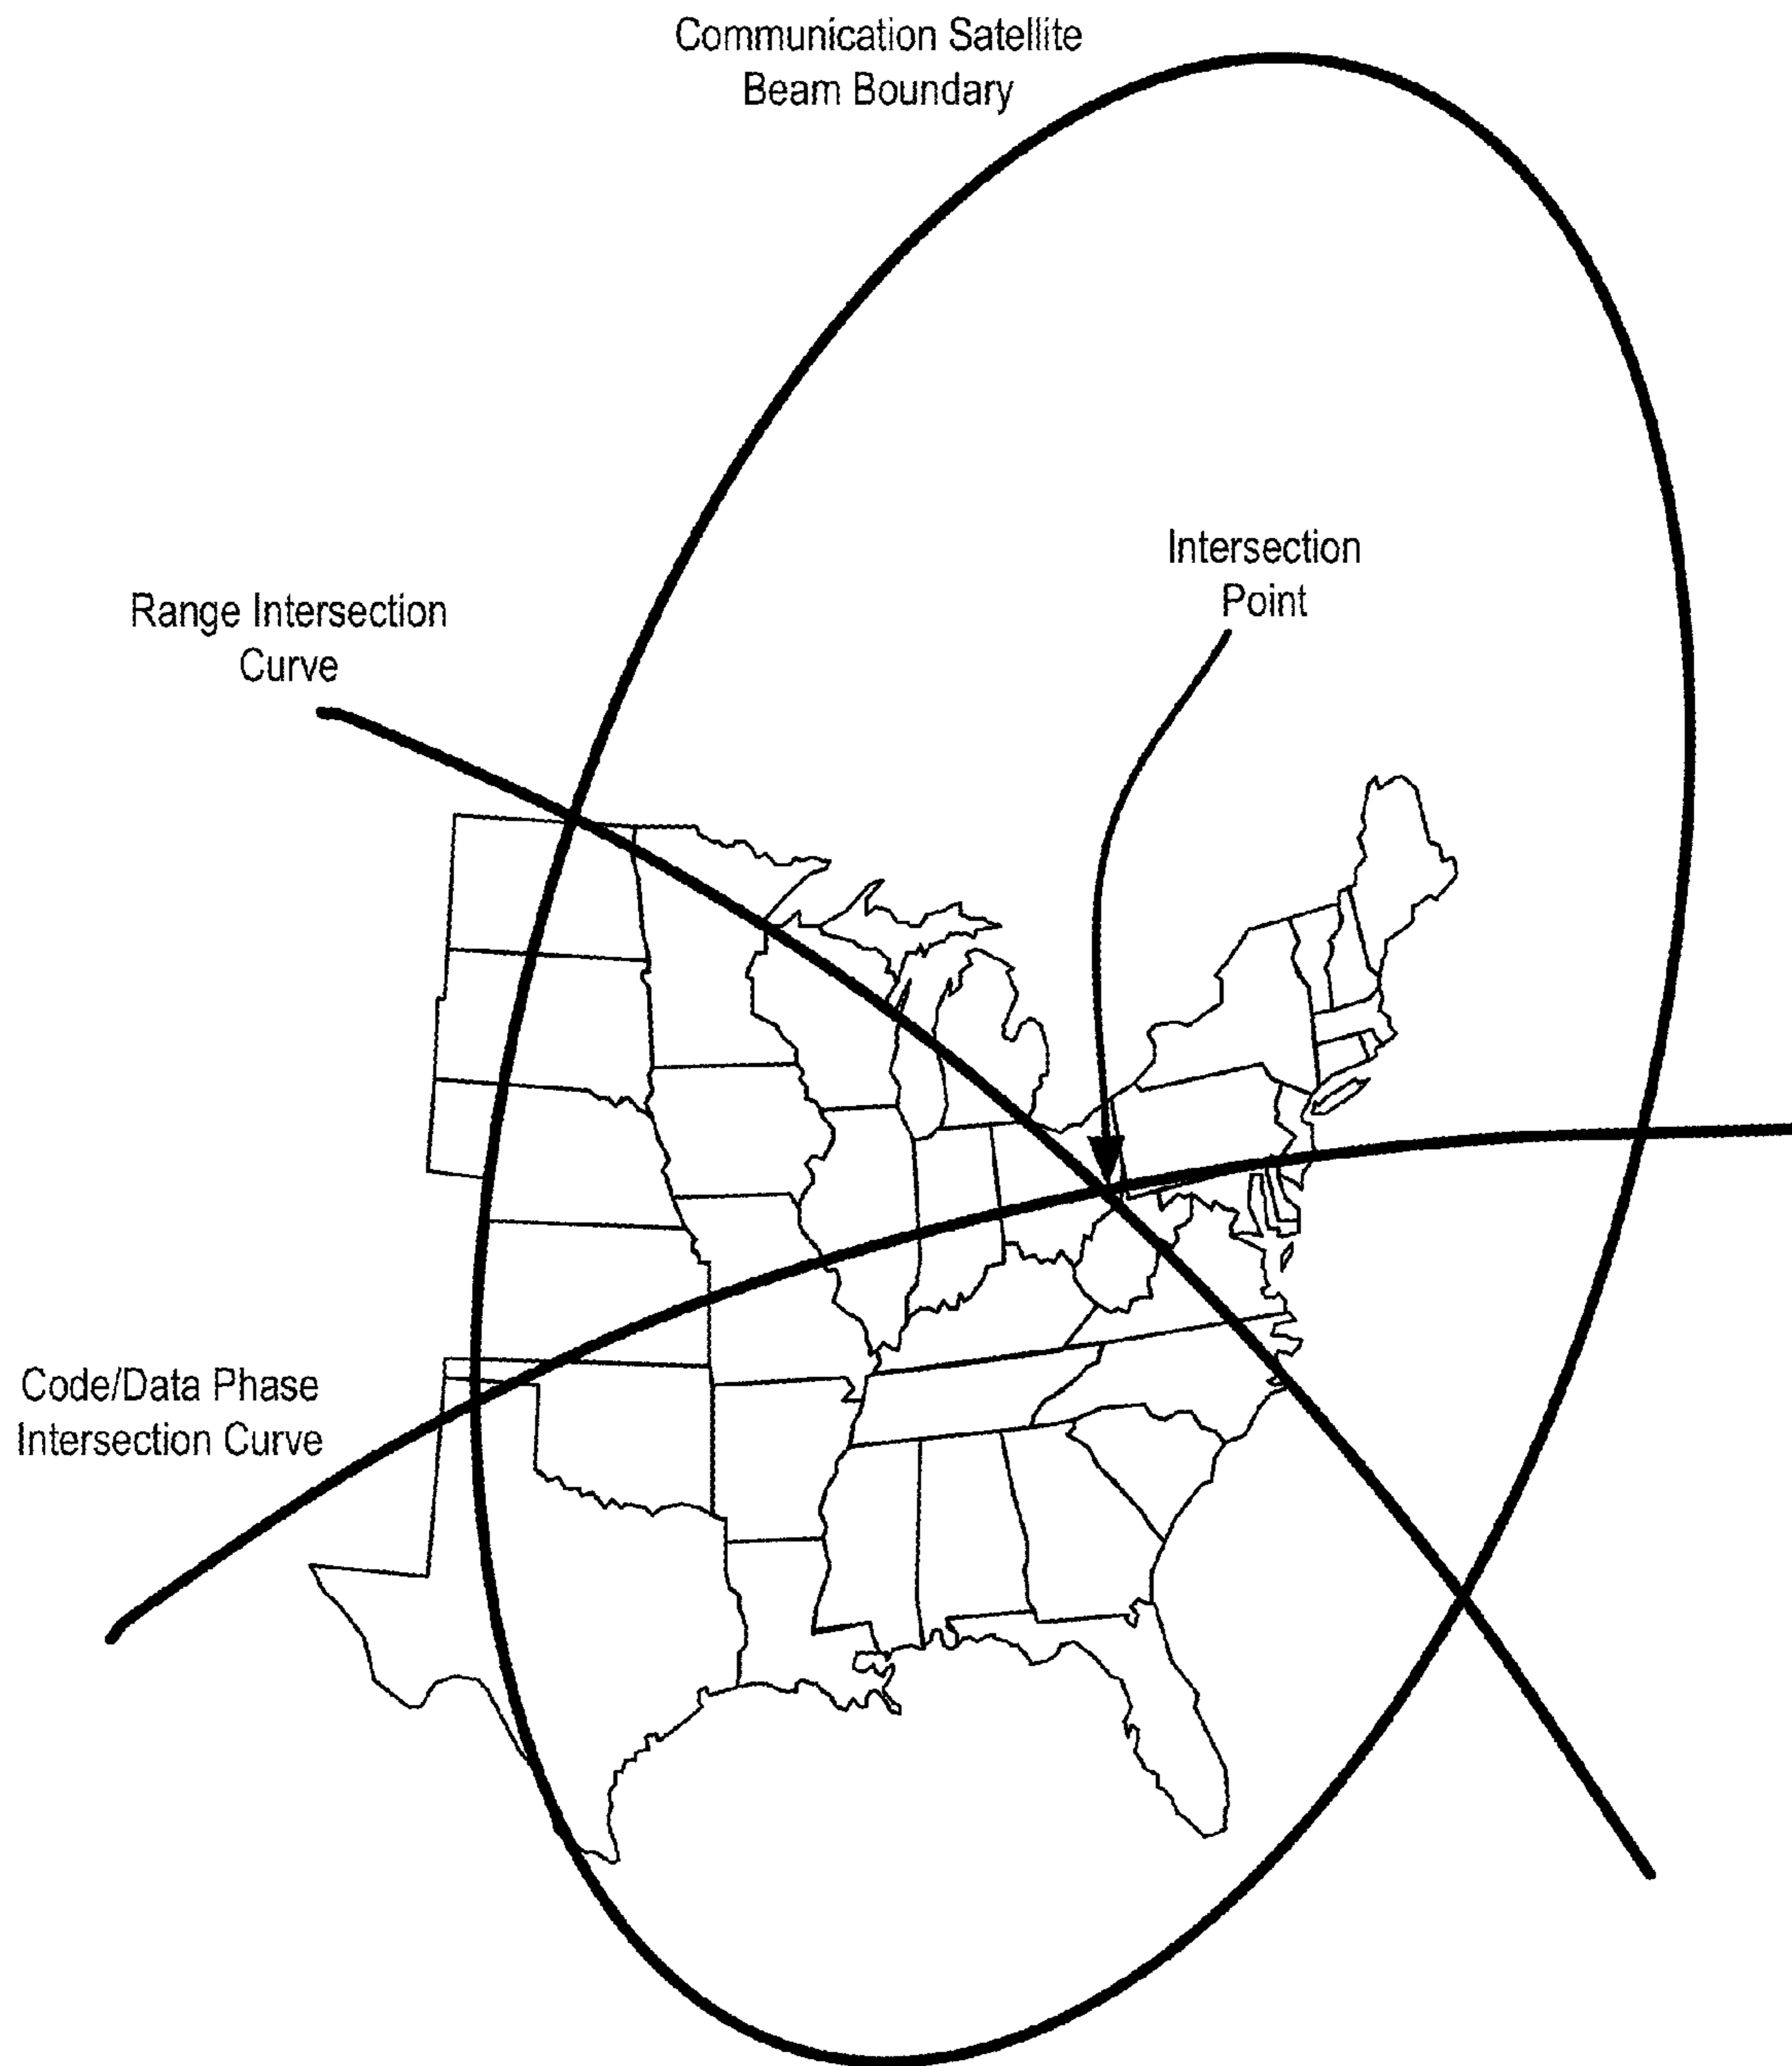 Communication Satellite
Beam Boundary
Intersection
Point
Range Intersection
Curve
Code/Data Phase
Intersection Curve